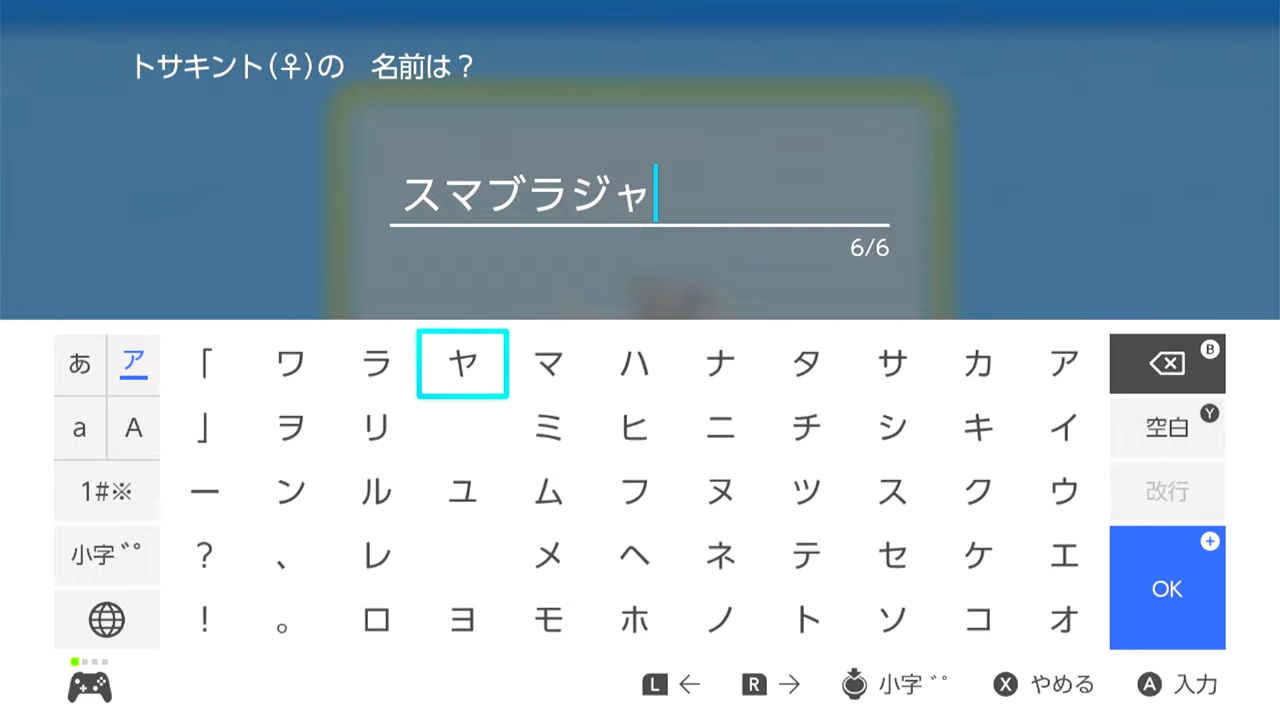 トサキント(♀)の 名前は？
スマブラジャ
6/6
あ ア 「 ワ ラ ヤ マ ハ ナ タ サ カ ア B
a A 」 ヲ リ ミ ヒ ニ チ シ キ イ 空白 Y
1#※ ー ン ル ユ ム フ ヌ ツ ス ク ウ 改行
小字゛゜ ？ 、 レ メ ヘ ネ テ セ ケ エ +
！ 。 ロ ヨ モ ホ ノ ト ソ コ オ OK
L ← R → 小字゛゜ X やめる A 入力